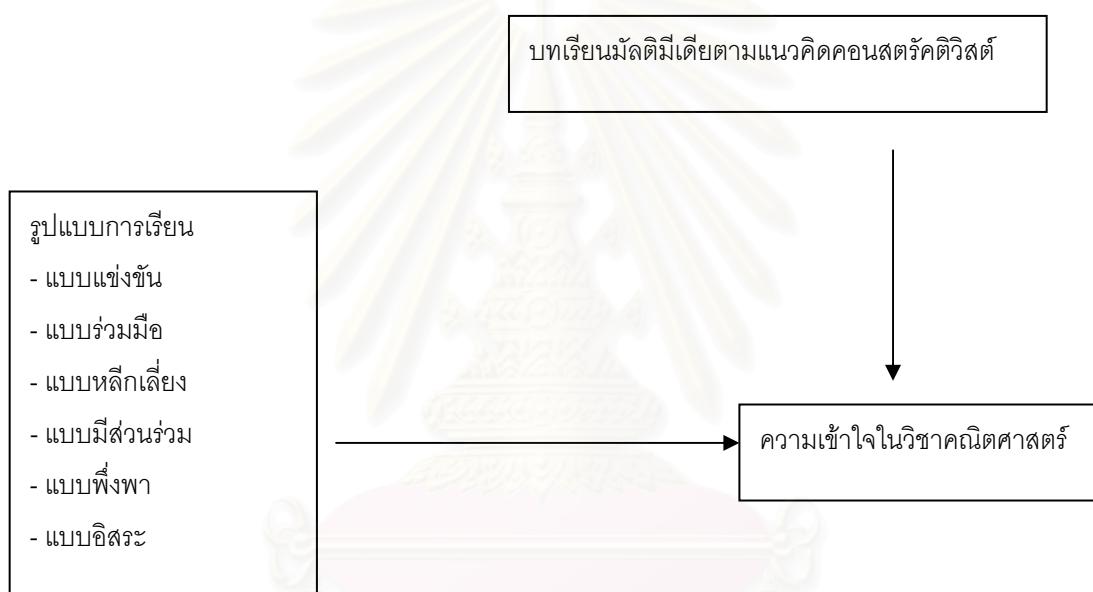 บทเรียนมัลติมีเดียตามแนวคิดคอนสตรัคติวิสต์
รูปแบบการเรียน
- แบบแข่งขัน
- แบบร่วมมือ
- แบบหลีกเลี่ยง
- แบบมีส่วนร่วม
- แบบพึ่งพา
- แบบอิสระ
ความเข้าใจในวิชาคณิตศาสตร์